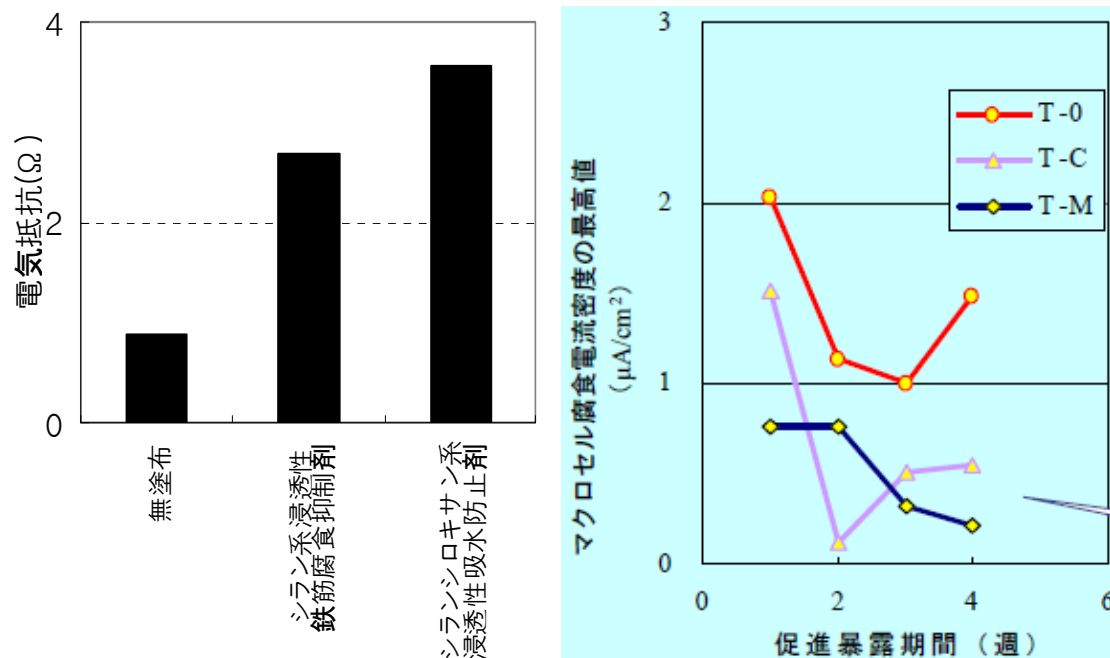 4
2
0
電気抵抗(Ω)
無塗布
シラン系浸透性
鉄筋腐食抑制剤
シランシロキサン系
浸透性吸水防止剤
3
2
1
0
マクロセル腐食電流密度の最高値
(μA/cm²)
T-0
T-C
T-M
0 2 4 6
促進暴露期間（週）